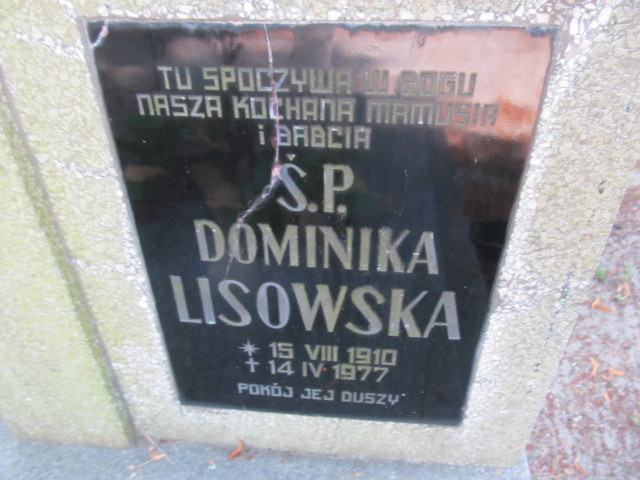 TU SPOCZYWA W BOGU
NASZA KOCHANA MAMUSIA
i BABCIA
Ś.P.
DOMINIKA
LISOWSKA
* 15 VIII 1910
† 14 IV 1977
POKÓJ JEJ DUSZY